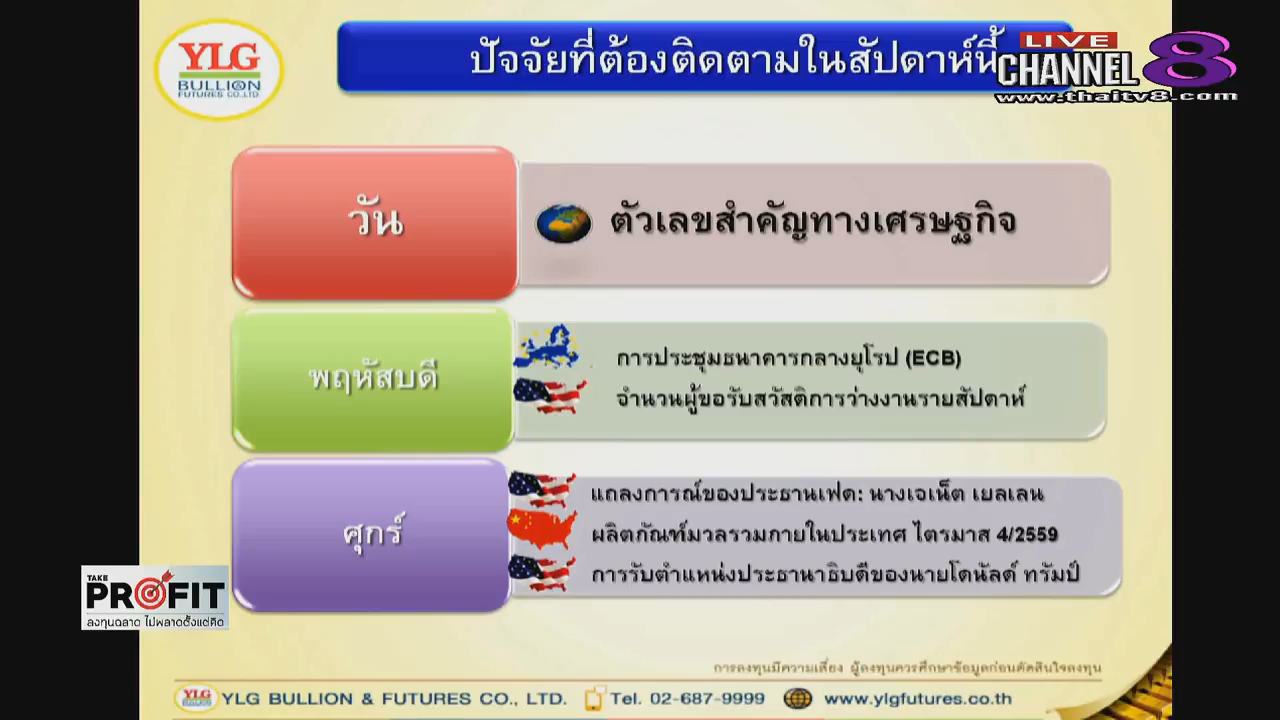 YLG
BULLION
FUTURES CO.,LTD.
ปัจจัยที่ต้องติดตามในสัปดาห์นี้
LIVE
CHANNEL 8
www.thaitv8.com
วัน
ตัวเลขสำคัญทางเศรษฐกิจ
พฤหัสบดี
การประชุมธนาคารกลางยุโรป (ECB)
จำนวนผู้ขอรับสวัสดิการว่างงานรายสัปดาห์
ศุกร์
แถลงการณ์ของประธานเฟด: นางเจเน็ต เยลเลน
ผลิตภัณฑ์มวลรวมภายในประเทศ ไตรมาส 4/2559
การรับตำแหน่งประธานาธิบดีของนายโดนัลด์ ทรัมป์
TAKE
PROFIT
ลงทุนฉลาด ไม่พลาดตั้งแต่คิด
การลงทุนมีความเสี่ยง ผู้ลงทุนควรศึกษาข้อมูลก่อนตัดสินใจลงทุน
YLG YLG BULLION & FUTURES CO., LTD. Tel. 02-687-9999 www.ylgfutures.co.th